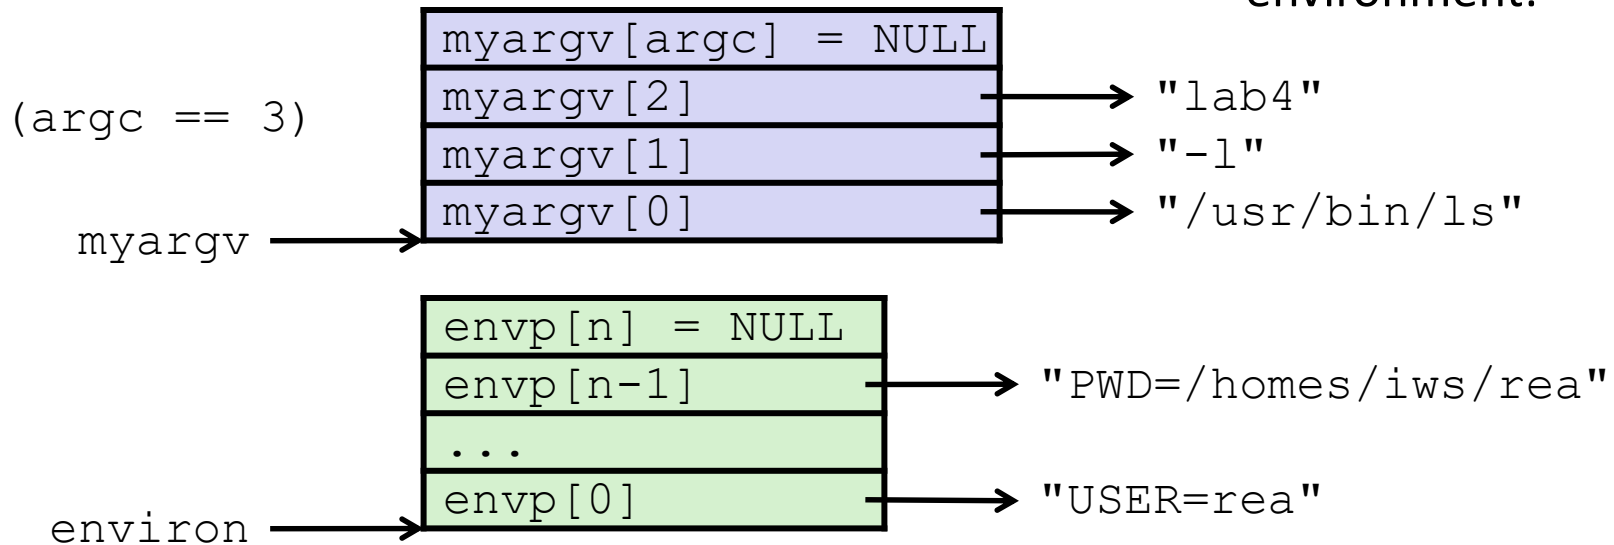 environment:
myargv[argc] = NULL
(argc == 3)
myargv[2] "lab4"
myargv[1] "-l"
myargv[0] "/usr/bin/ls"
myargv
envp[n] = NULL
envp[n-1] "PWD=/homes/iws/rea"
...
envp[0] "USER=rea"
environ